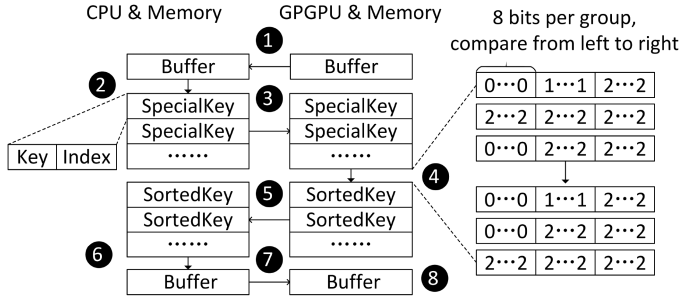 CPU & Memory
GPGPU & Memory
8 bits per group,
compare from left to right
1
Buffer
Buffer
2
SpecialKey
SpecialKey
······
Key
Index
3
SpecialKey
SpecialKey
······
0···0 1···1 2···2
2···2 2···2 2···2
0···0 2···2 2···2
4
SortedKey
SortedKey
······
5
SortedKey
SortedKey
······
0···0 1···1 2···2
0···0 2···2 2···2
2···2 2···2 2···2
6
Buffer
7
Buffer
8